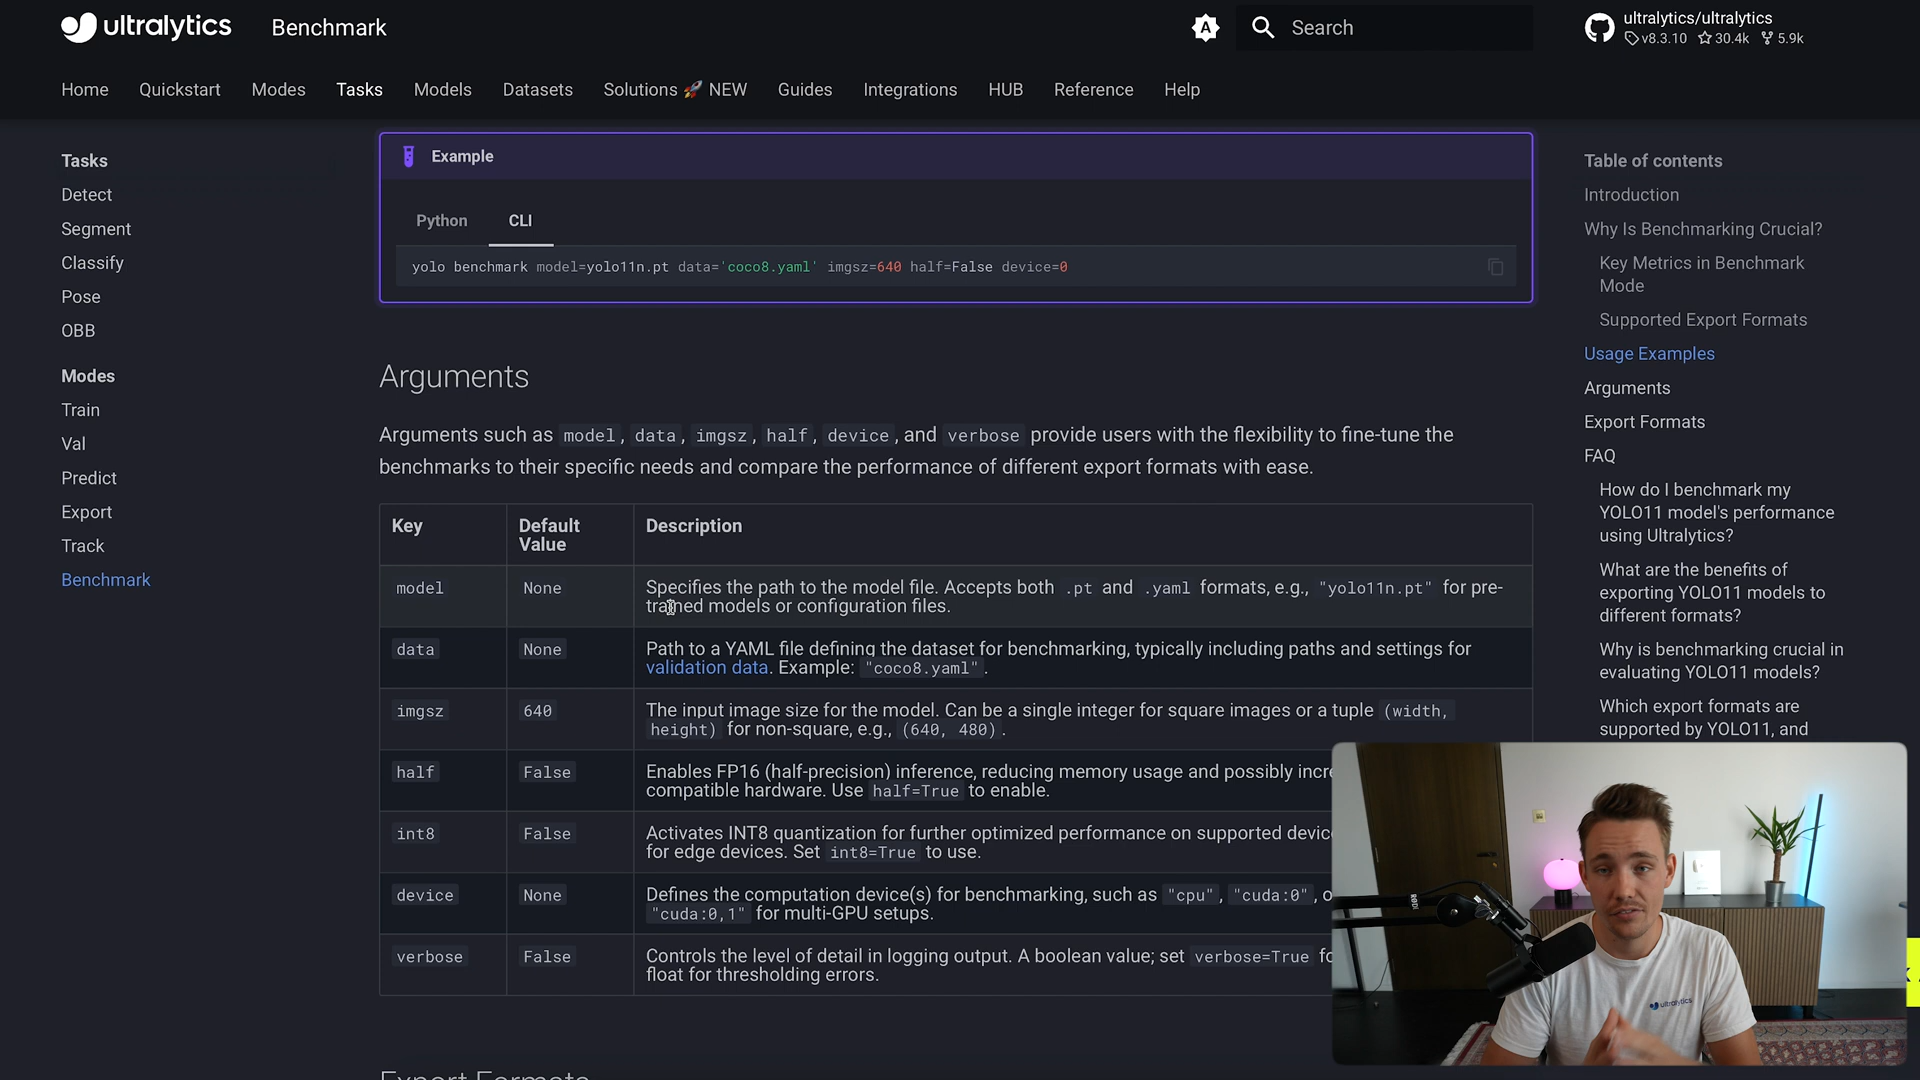 ultralytics
Benchmark
Search
ultralytics/ultralytics
v8.3.10 30.4k 5.9k
Home Quickstart Modes Tasks Models Datasets Solutions 🚀 NEW Guides Integrations HUB Reference Help
Tasks
Detect
Segment
Classify
Pose
OBB
Modes
Train
Val
Predict
Export
Track
Benchmark
Example
Python CLI
yolo benchmark model=yolo11n.pt data='coco8.yaml' imgsz=640 half=False device=0
Arguments
Arguments such as model, data, imgsz, half, device, and verbose provide users with the flexibility to fine-tune the
benchmarks to their specific needs and compare the performance of different export formats with ease.
Key Default Value Description
model None Specifies the path to the model file. Accepts both .pt and .yaml formats, e.g., "yolo11n.pt" for pre-
trained models or configuration files.
data None Path to a YAML file defining the dataset for benchmarking, typically including paths and settings for
validation data. Example: "coco8.yaml".
imgsz 640 The input image size for the model. Can be a single integer for square images or a tuple (width,
height) for non-square, e.g., (640, 480).
half False Enables FP16 (half-precision) inference, reducing memory usage and possibly incre
compatible hardware. Use half=True to enable.
int8 False Activates INT8 quantization for further optimized performance on supported device
for edge devices. Set int8=True to use.
device None Defines the computation device(s) for benchmarking, such as "cpu", "cuda:0", o
"cuda:0,1" for multi-GPU setups.
verbose False Controls the level of detail in logging output. A boolean value; set verbose=True fo
float for thresholding errors.
Export Formats
Table of contents
Introduction
Why Is Benchmarking Crucial?
Key Metrics in Benchmark
Mode
Supported Export Formats
Usage Examples
Arguments
Export Formats
FAQ
How do I benchmark my
YOLO11 model's performance
using Ultralytics?
What are the benefits of
exporting YOLO11 models to
different formats?
Why is benchmarking crucial in
evaluating YOLO11 models?
Which export formats are
supported by YOLO11, and
RØDE
ultralytics